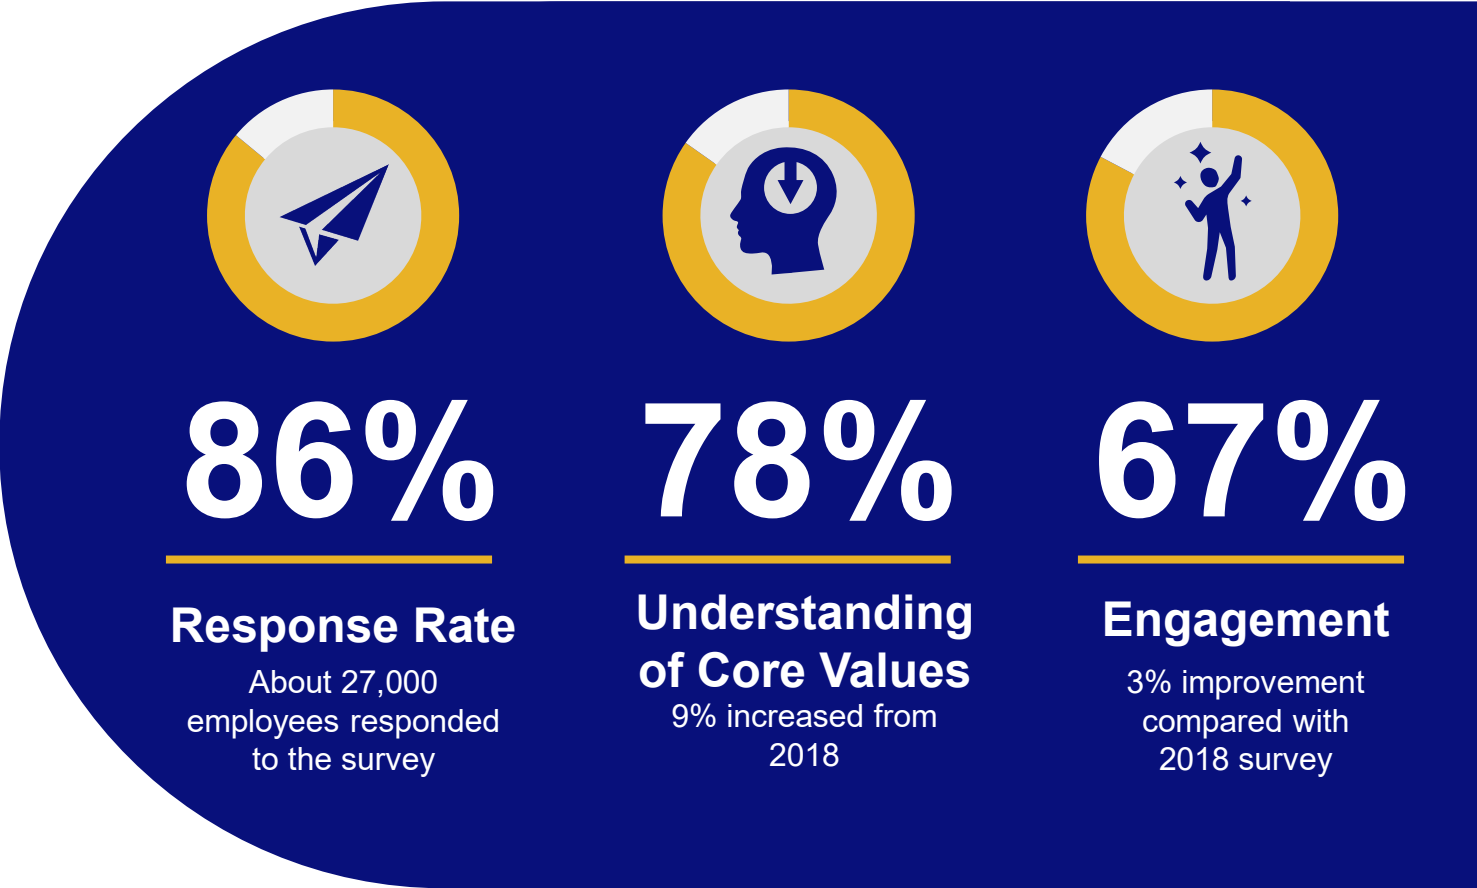 86%
Response Rate
About 27,000
employees responded
to the survey
78%
Understanding
of Core Values
9% increased from
2018
67%
Engagement
3% improvement
compared with
2018 survey